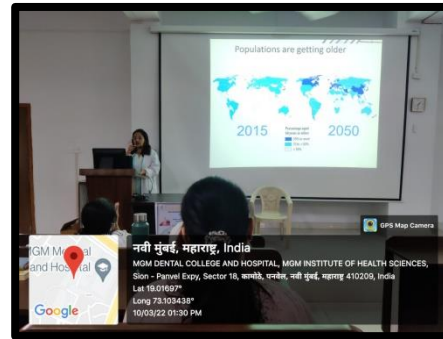 Populations are getting older
2015
2050
GPS Map Camera
Google
नवी मुंबई, महाराष्ट्र, India
MGM DENTAL COLLEGE AND HOSPITAL, MGM INSTITUTE OF HEALTH SCIENCES,
Sion - Panvel Expy, Sector 18, कामोठे, पनवेल, नवी मुंबई, महाराष्ट्र 410209, India
Lat 19.01697°
Long 73.103438°
10/03/22 01:30 PM